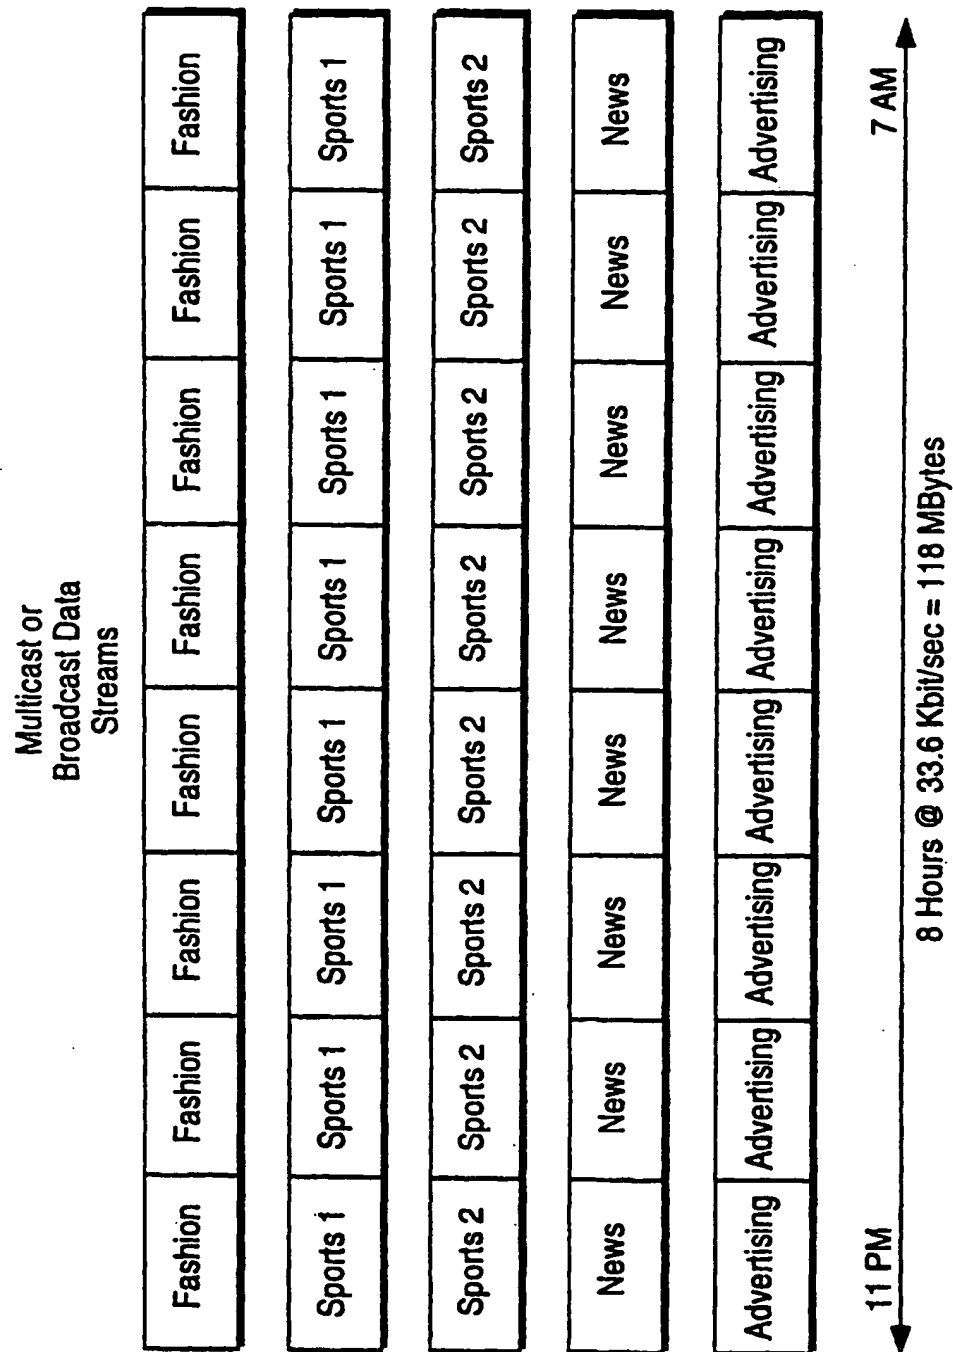 Multicast or
Broadcast Data
Streams
Fashion Fashion Fashion Fashion Fashion Fashion Fashion Fashion
Sports 1 Sports 1 Sports 1 Sports 1 Sports 1 Sports 1 Sports 1 Sports 1
Sports 2 Sports 2 Sports 2 Sports 2 Sports 2 Sports 2 Sports 2 Sports 2
News News News News News News News News
Advertising Advertising Advertising Advertising Advertising Advertising Advertising Advertising
11 PM 7 AM
8 Hours @ 33.6 Kbit/sec = 118 MBytes